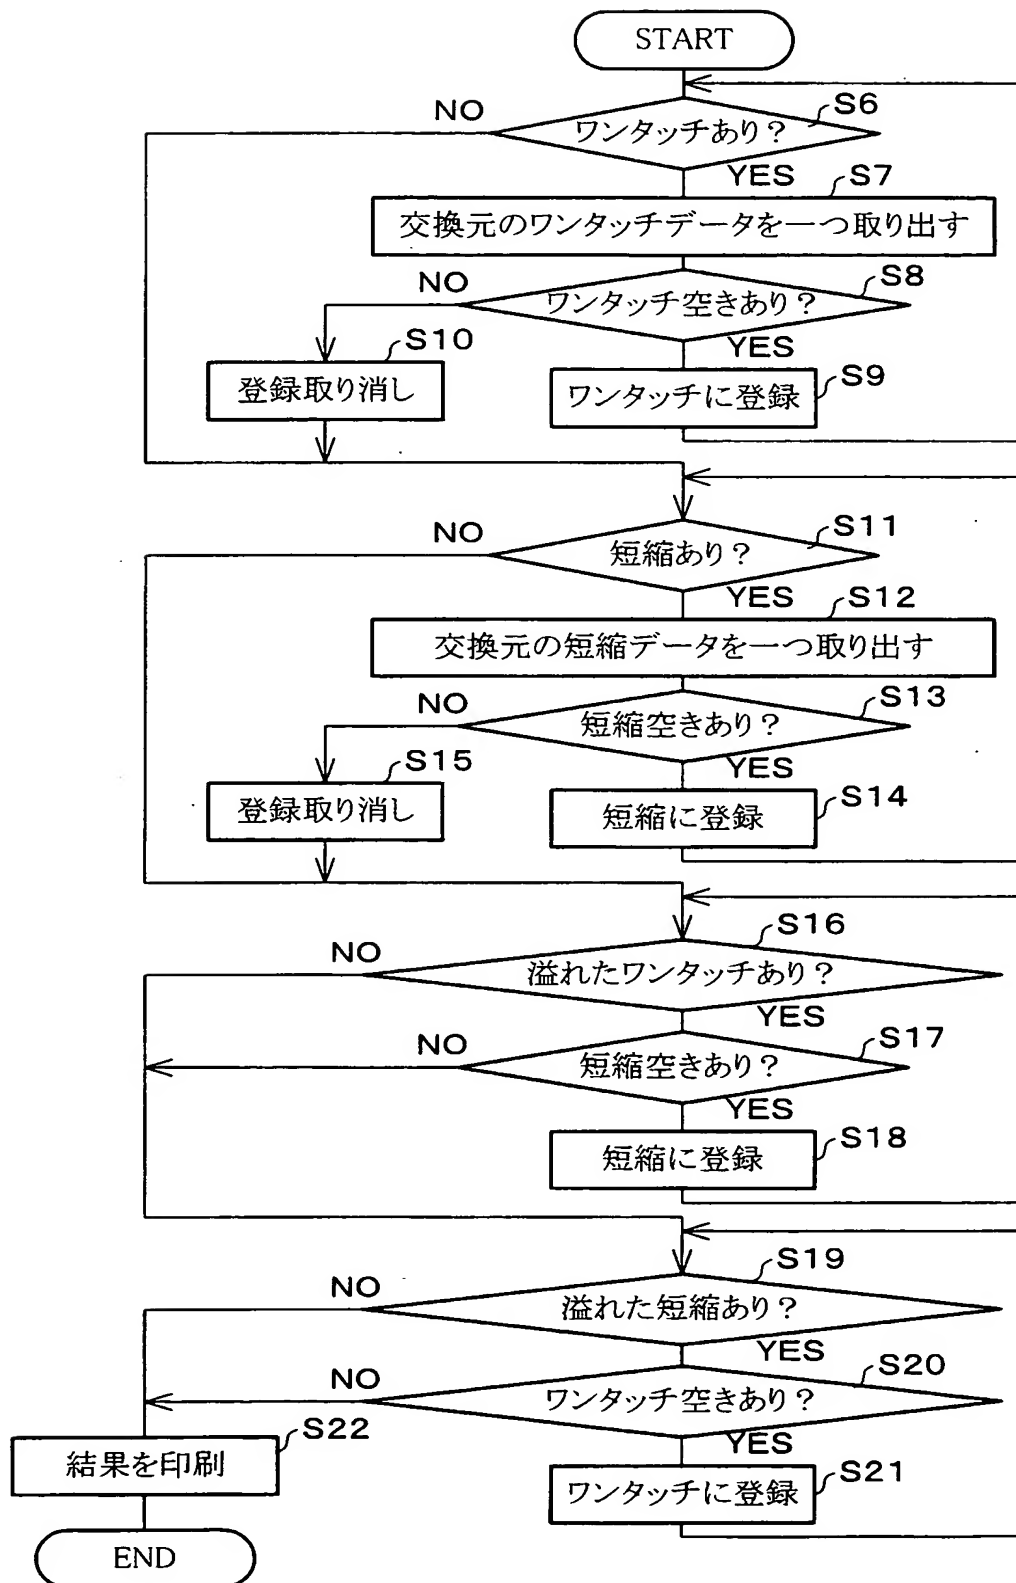 START
S6
NO
ワンタッチあり?
YES
S7
交換元のワンタッチデータを一つ取り出す
S8
NO
ワンタッチ空きあり?
S10
YES
S9
登録取り消し
ワンタッチに登録
S11
NO
短縮あり?
YES
S12
交換元の短縮データを一つ取り出す
S13
NO
短縮空きあり?
S15
YES
S14
登録取り消し
短縮に登録
S16
NO
溢れたワンタッチあり?
YES
S17
NO
短縮空きあり?
YES
S18
短縮に登録
S19
NO
溢れた短縮あり?
YES
S20
NO
ワンタッチ空きあり?
S22
YES
結果を印刷
S21
ワンタッチに登録
END